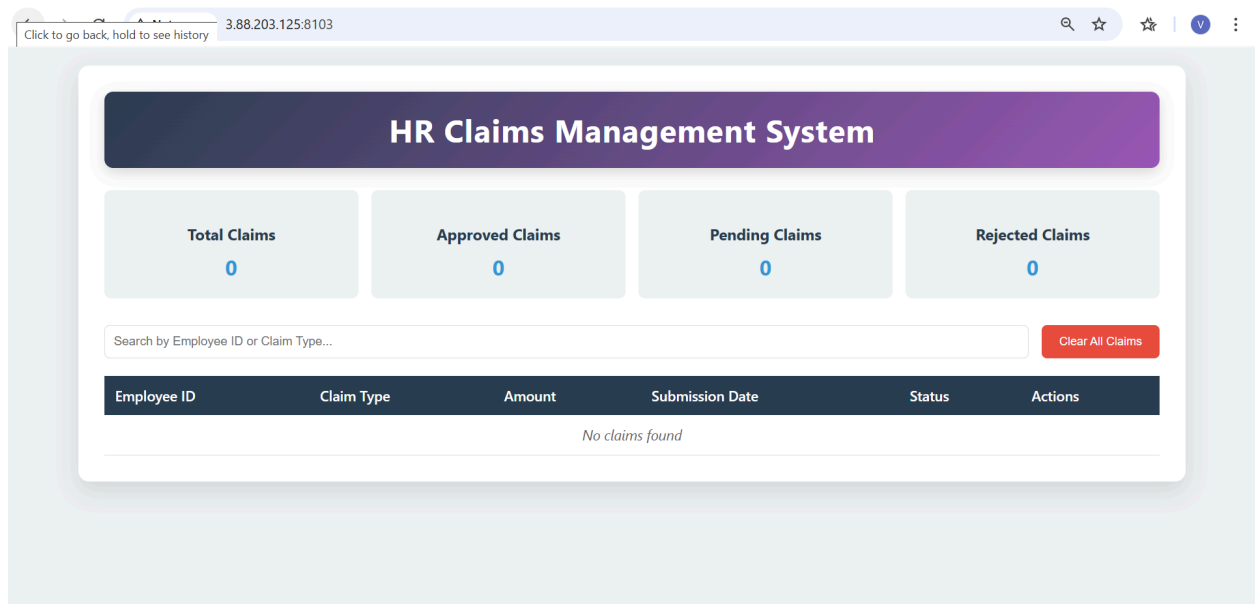 3.88.203.125:8103
Click to go back, hold to see history
V
HR Claims Management System
Total Claims
0
Approved Claims
0
Pending Claims
0
Rejected Claims
0
Search by Employee ID or Claim Type...
Clear All Claims
Employee ID Claim Type Amount Submission Date Status Actions
No claims found